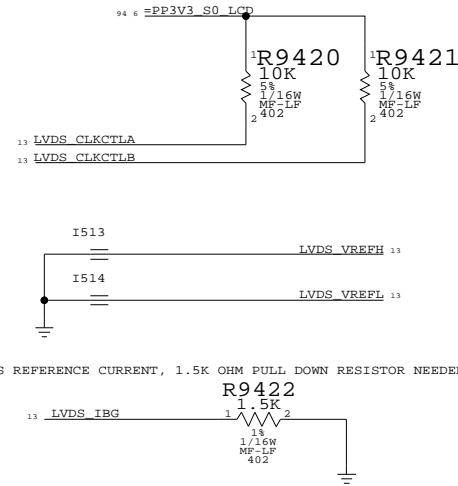 94 6 =PP3V3_S0_LCD
1 R9420
10K
5%
1/16W
MF-LF
402
2
1 R9421
10K
5%
1/16W
MF-LF
402
2
13 LVDS_CLKCTLA
13 LVDS_CLKCTLB
I513
LVDS_VREFH 13
I514
LVDS_VREFL 13
S REFERENCE CURRENT, 1.5K OHM PULL DOWN RESISTOR NEEDED
R9422
1.5K
13 LVDS_IBG 1 2
1%
1/16W
MF-LF
402